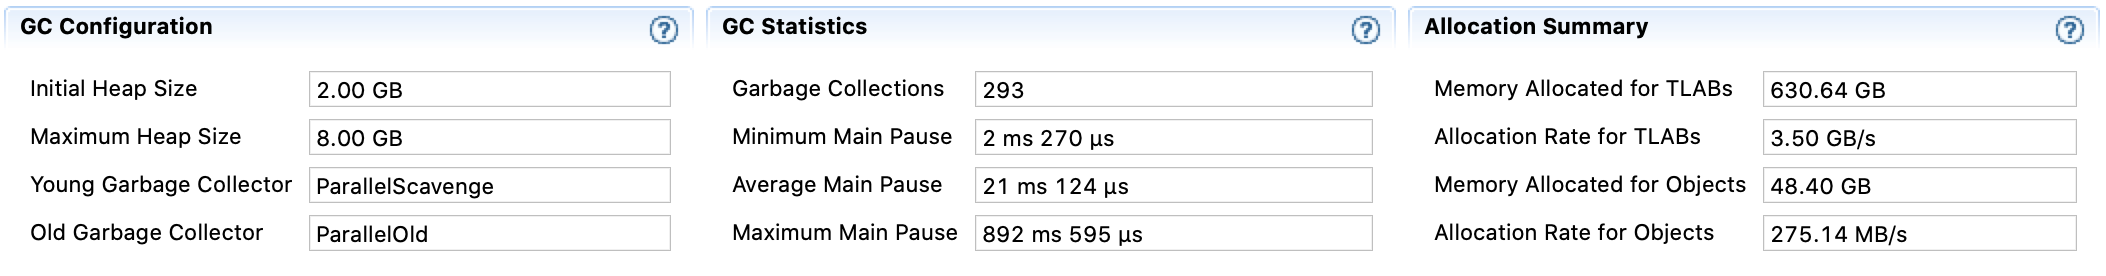 GC Configuration
Initial Heap Size 2.00 GB
Maximum Heap Size 8.00 GB
Young Garbage Collector ParallelScavenge
Old Garbage Collector ParallelOld
GC Statistics
Garbage Collections 293
Minimum Main Pause 2 ms 270 µs
Average Main Pause 21 ms 124 µs
Maximum Main Pause 892 ms 595 µs
Allocation Summary
Memory Allocated for TLABs 630.64 GB
Allocation Rate for TLABs 3.50 GB/s
Memory Allocated for Objects 48.40 GB
Allocation Rate for Objects 275.14 MB/s